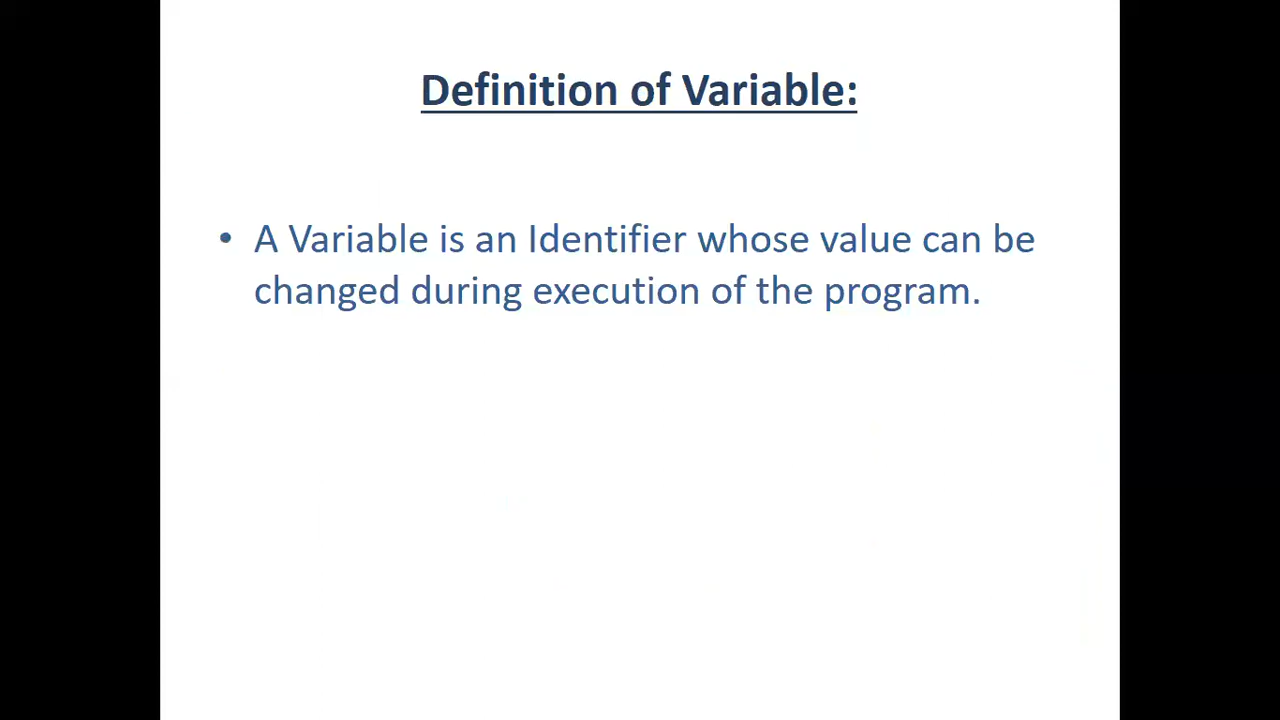 Definition of Variable:
• A Variable is an Identifier whose value can be
changed during execution of the program.